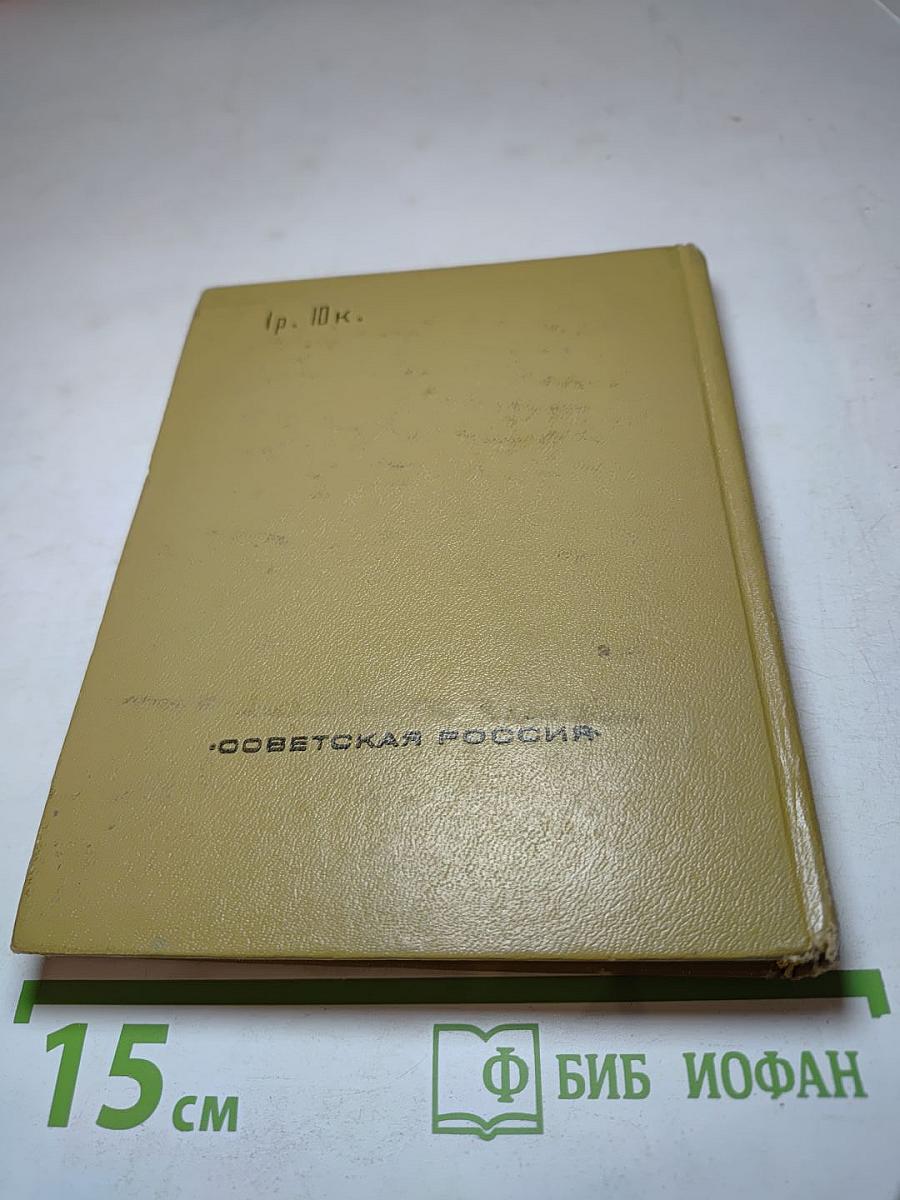 1р. 10к.
·СОВЕТСКАЯ РОССИЯ·
15 см
Ф БИБ ИОФАН